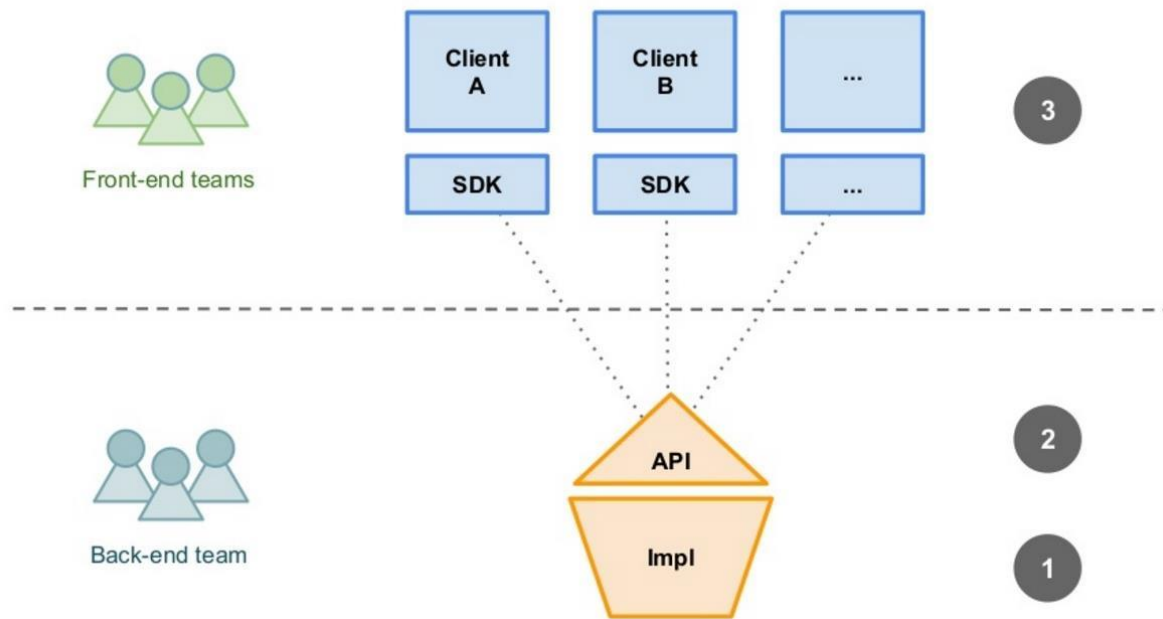 Client
A
Client
B
...
3
SDK
SDK
...
Front-end teams
2
API
Back-end team
Impl
1